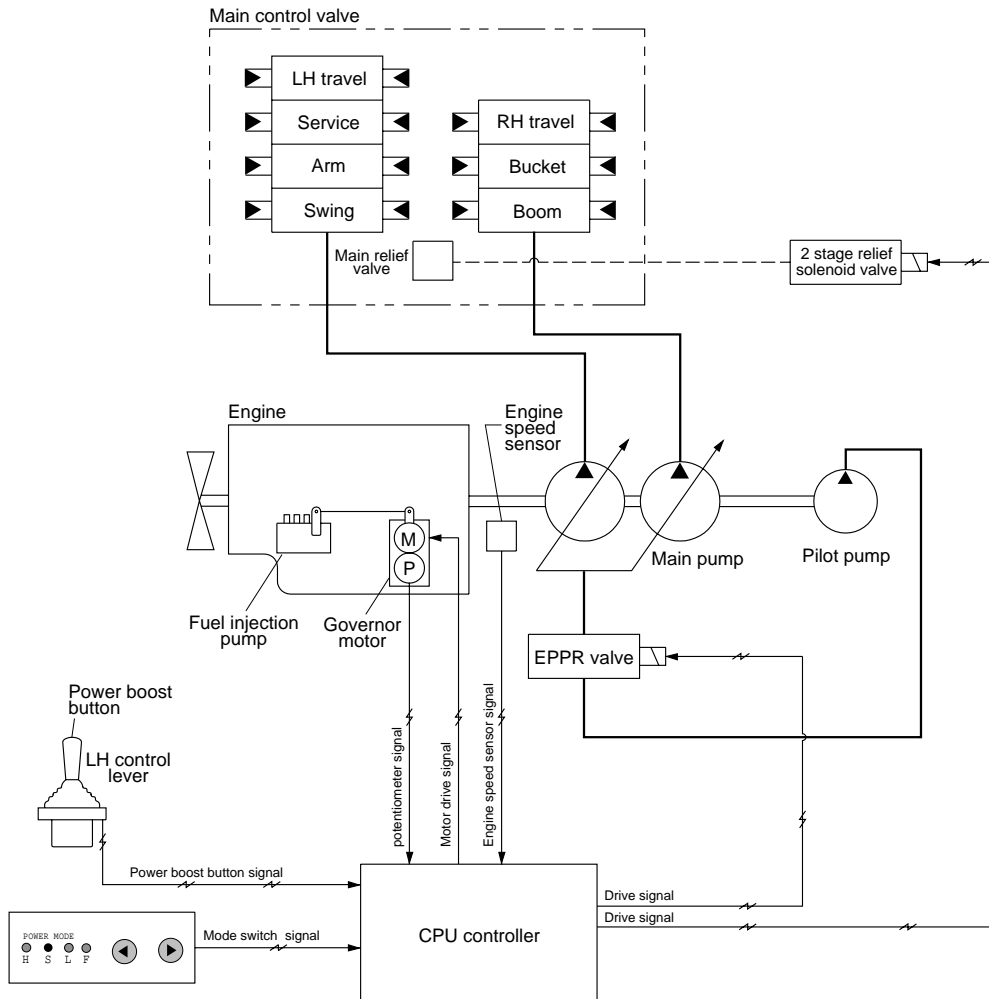 Main control valve
LH travel
Service
Arm
Swing
RH travel
Bucket
Boom
Main relief
valve
2 stage relief
solenoid valve
Engine
Engine
speed
sensor
M
P
Main pump
Pilot pump
Fuel injection
pump
Governor
motor
EPPR valve
Power boost
button
LH control
lever
potentiometer signal
Motor drive signal
Engine speed sensor signal
Power boost button signal
Drive signal
Drive signal
POWER MODE
H S L F
Mode switch signal
CPU controller